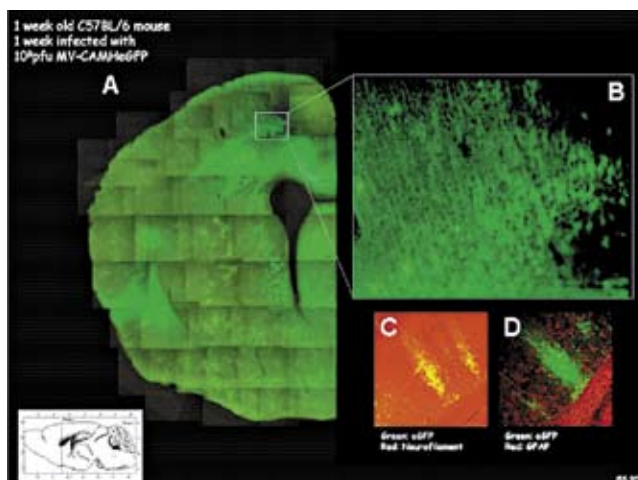 1 week old C57BL/6 mouse
1 week infected with
pfu MV-CAMHeGFP
A
B
C
D
Green: eGFP
Red: Neurofilament
Green: eGFP
Red: GFAP